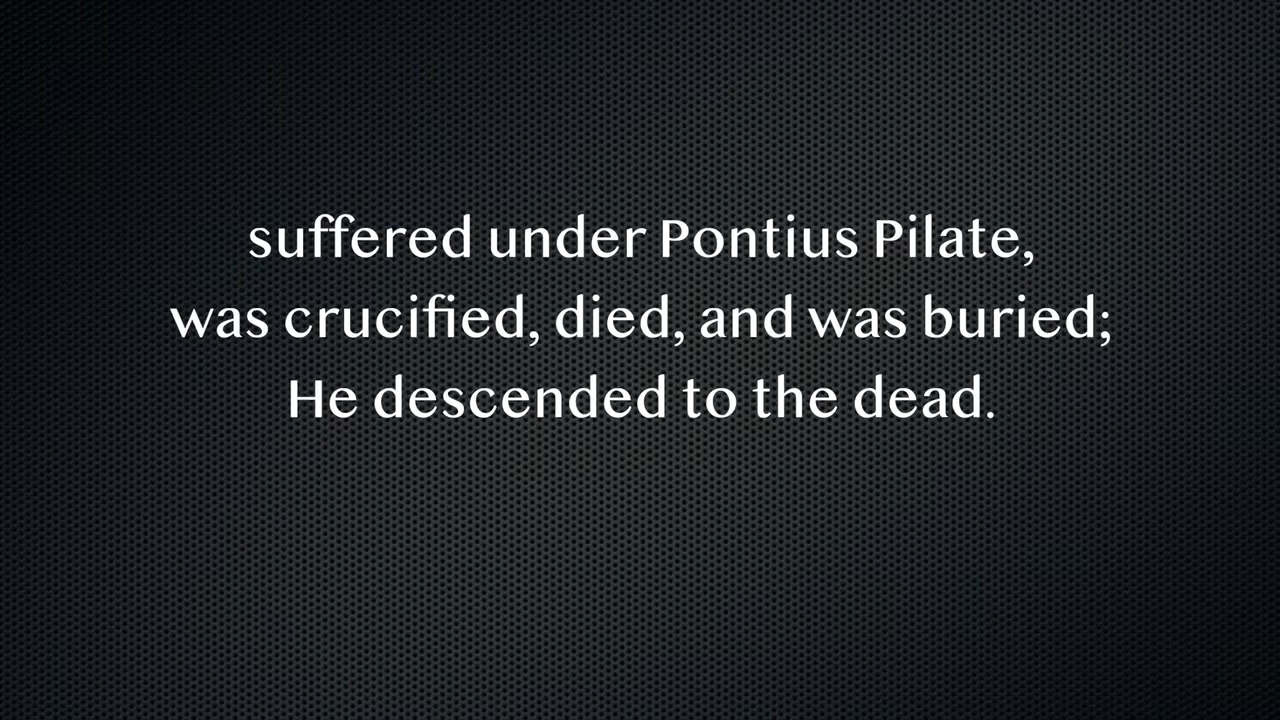 suffered under Pontius Pilate,
was crucified, died, and was buried;
He descended to the dead.